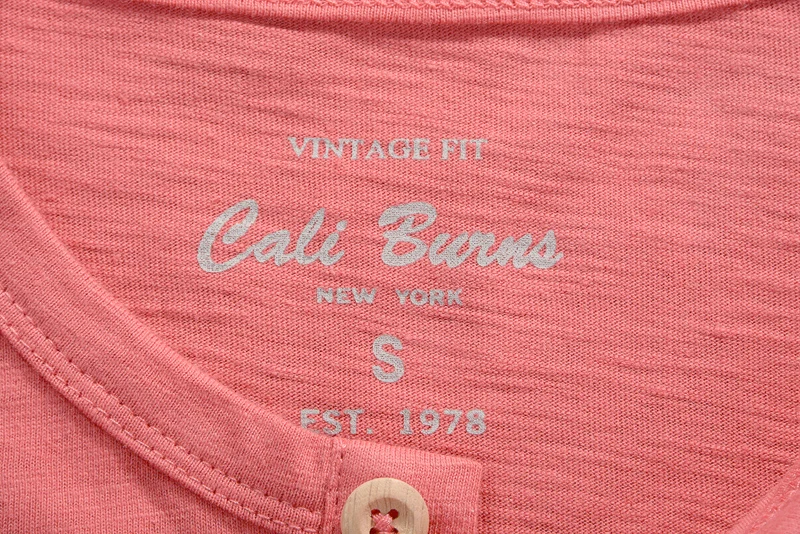 VINTAGE FIT
Cali Burns
NEW YORK
S
EST. 1978